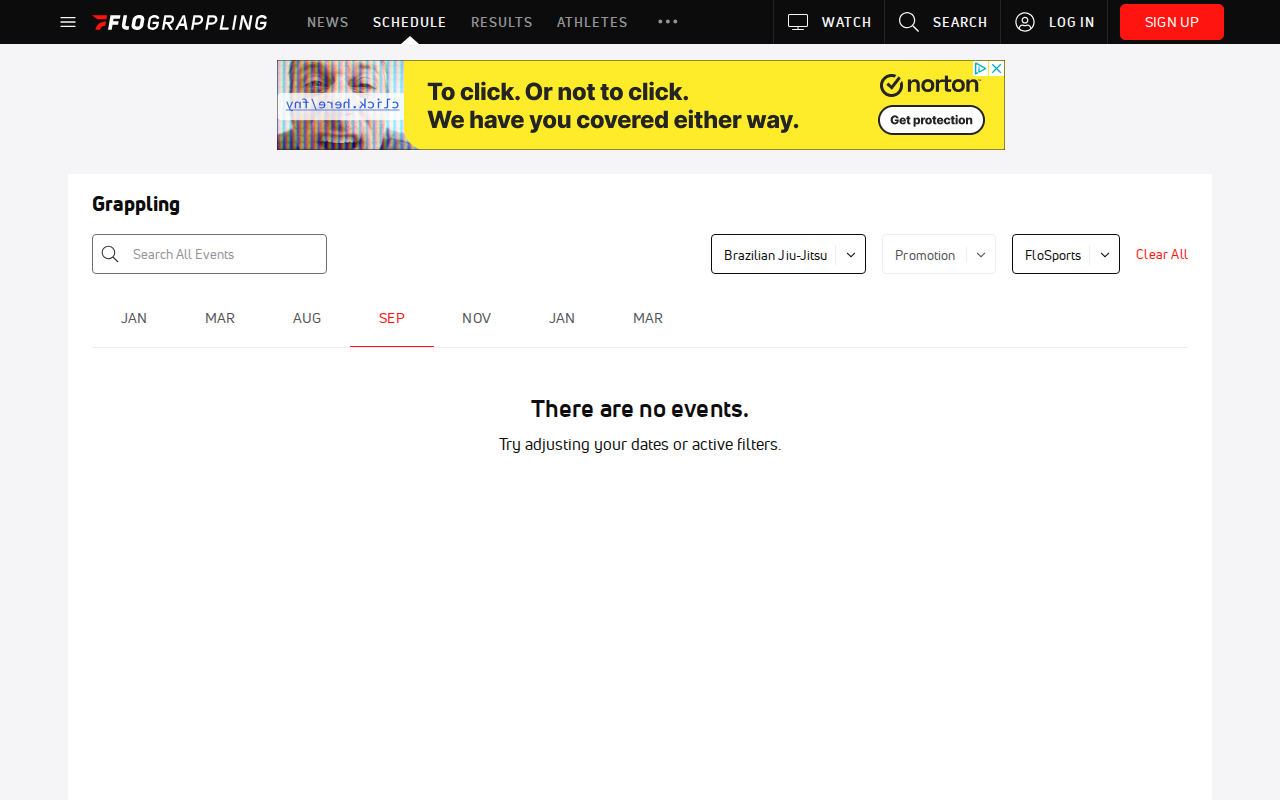 FLOGRAPPLING NEWS SCHEDULE RESULTS ATHLETES WATCH SEARCH LOG IN SIGN UP
click.here/fny
To click. Or not to click.
We have you covered either way.
norton
Get protection
Grappling
Search All Events
Brazilian Jiu-Jitsu Promotion FloSports Clear All
JAN MAR AUG SEP NOV JAN MAR
There are no events.
Try adjusting your dates or active filters.